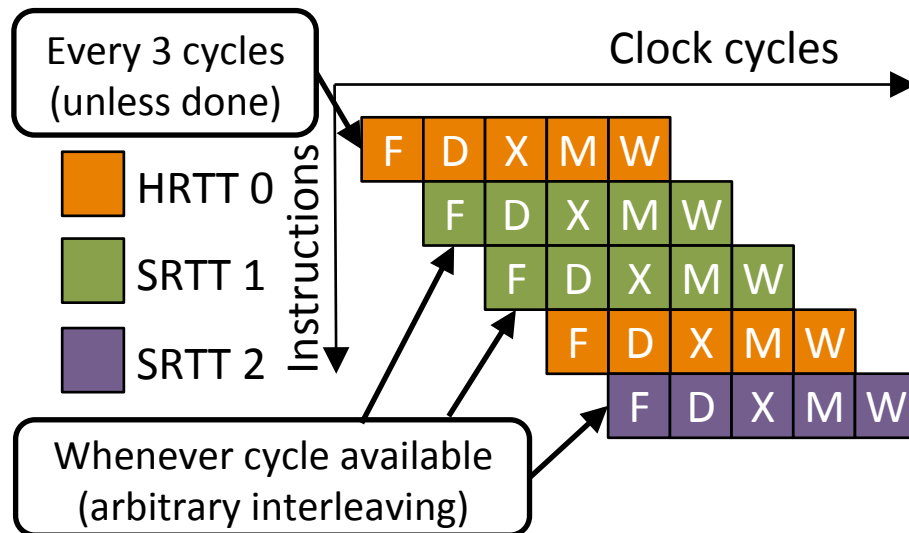 Every 3 cycles
(unless done)
Clock cycles
Instructions
HRTT 0
SRTT 1
SRTT 2
F D X M W
F D X M W
F D X M W
F D X M W
F D X M W
Whenever cycle available
(arbitrary interleaving)